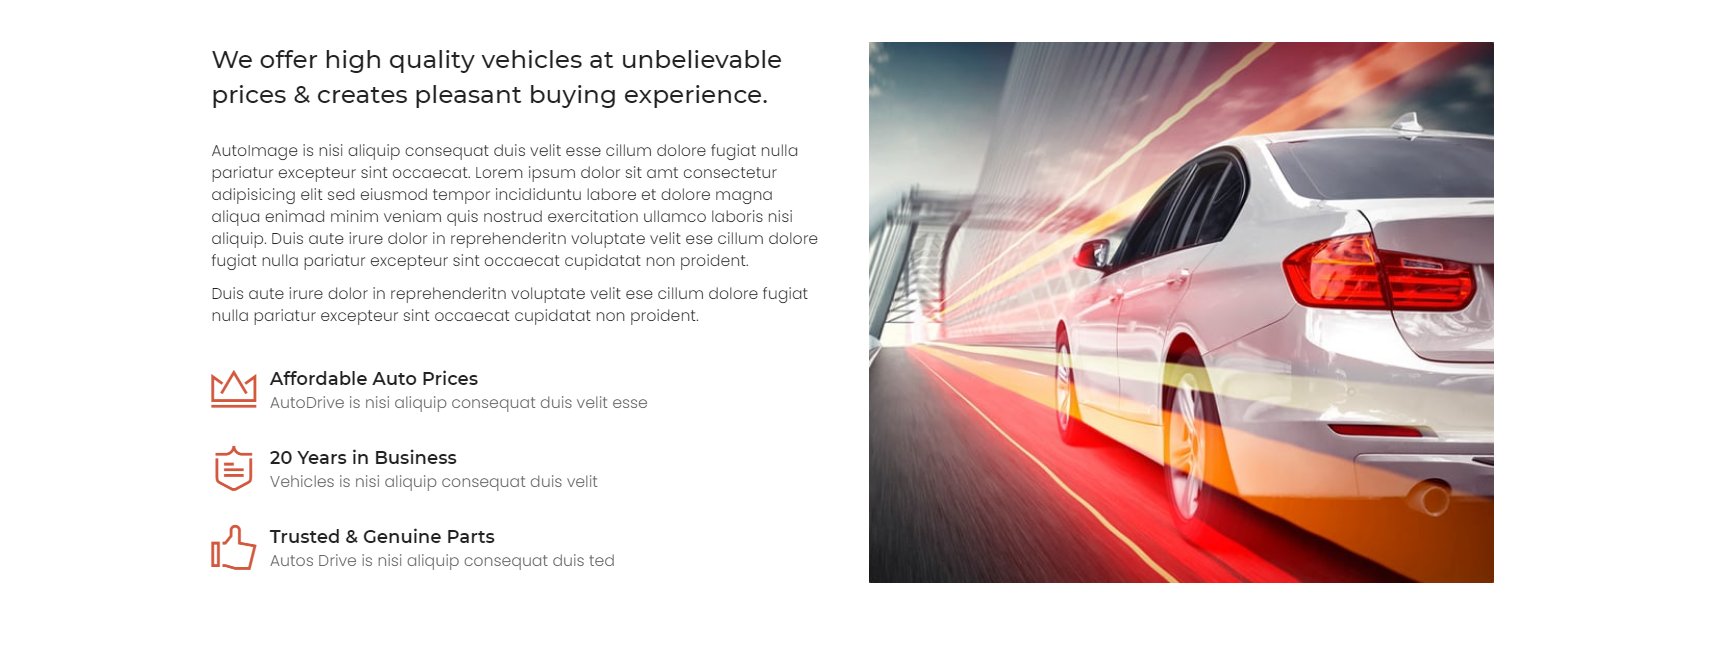 We offer high quality vehicles at unbelievable
prices & creates pleasant buying experience.
AutoImage is nisi aliquip consequat duis velit esse cillum dolore fugiat nulla
pariatur excepteur sint occaecat. Lorem ipsum dolor sit amt consectetur
adipisicing elit sed eiusmod tempor incididuntu labore et dolore magna
aliqua enimad minim veniam quis nostrud exercitation ullamco laboris nisi
aliquip. Duis aute irure dolor in reprehenderitn voluptate velit ese cillum dolore
fugiat nulla pariatur excepteur sint occaecat cupidatat non proident.
Duis aute irure dolor in reprehenderitn voluptate velit ese cillum dolore fugiat
nulla pariatur excepteur sint occaecat cupidatat non proident.
Affordable Auto Prices
AutoDrive is nisi aliquip consequat duis velit esse
20 Years in Business
Vehicles is nisi aliquip consequat duis velit
Trusted & Genuine Parts
Autos Drive is nisi aliquip consequat duis ted